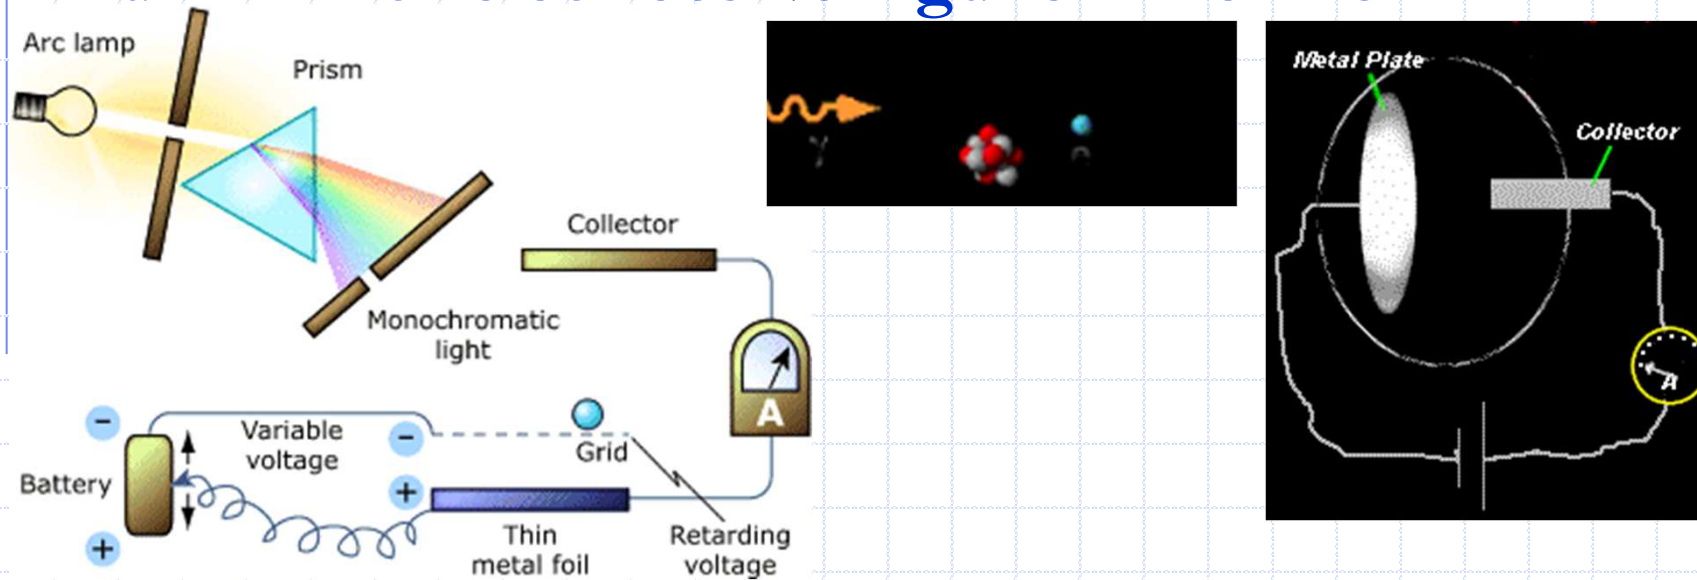 Arc lamp
Prism
Collector
Monochromatic
light
A
−
Variable
voltage
−
Grid
Battery
+
+
Thin
metal foil
Retarding
voltage
γ
Metal Plate
Collector
A